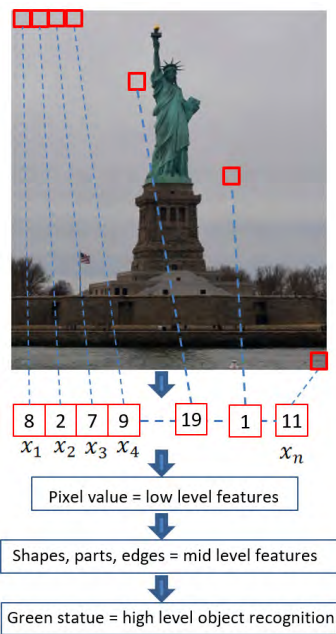 8 2 7 9 19 1 11
x₁ x₂ x₃ x₄ xₙ
Pixel value = low level features
Shapes, parts, edges = mid level features
Green statue = high level object recognition